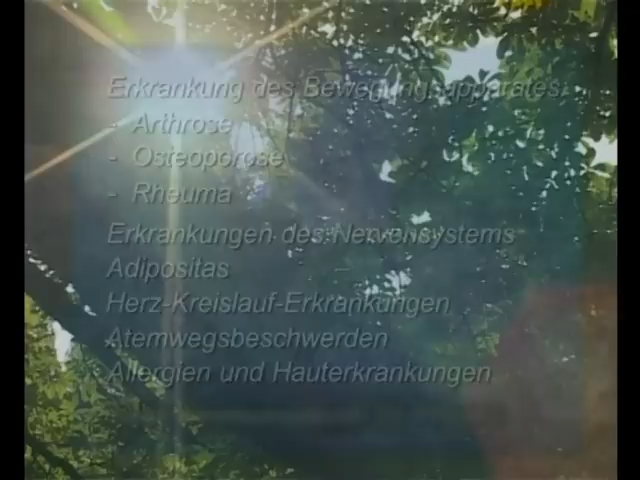 Erkrankung des Bewegungsapparates:
- Arthrose
- Osteoporose
- Rheuma
Erkrankungen des Nervensystems
Adipositas
Herz-Kreislauf-Erkrankungen
Atemwegsbeschwerden
Allergien und Hauterkrankungen